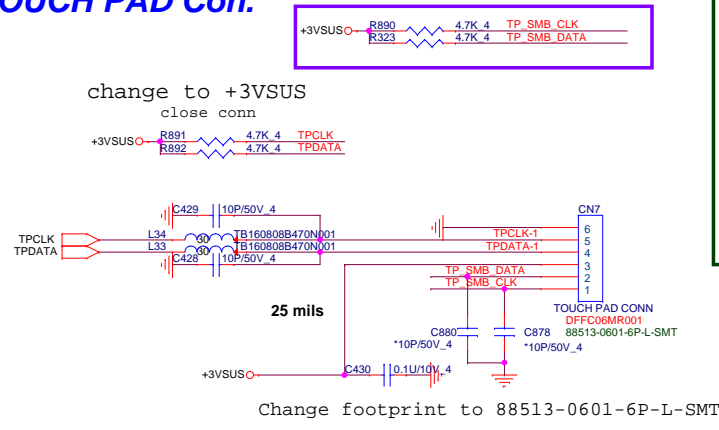 TOUCH PAD Con.
+3VSUS R890 4.7K_4 TP_SMB_CLK
R323 4.7K_4 TP_SMB_DATA
change to +3VSUS
close conn
+3VSUS R891 4.7K_4 TPCLK
R892 4.7K_4 TPDATA
C429 10P/50V_4
CN7
6
TPCLK L34 30 TB160808B470N001 TPCLK-1 5
TPDATA L33 30 TB160808B470N001 TPDATA-1 4
C428 10P/50V_4
3
TP_SMB_DATA 2
TP_SMB_CLK 1
25 mils
TOUCH PAD CONN
DFFC06MR001
88513-0601-6P-L-SMT
C880 C878
*10P/50V_4 *10P/50V_4
+3VSUS C430 0.1U/10V_4
Change footprint to 88513-0601-6P-L-SMT